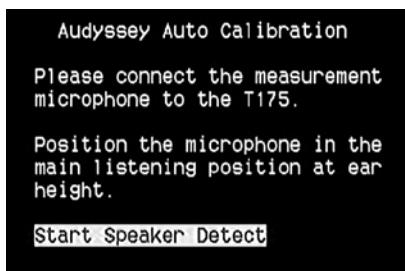 Audyssey Auto Calibration
Please connect the measurement
microphone to the T175.
Position the microphone in the
main listening position at ear
height.
Start Speaker Detect